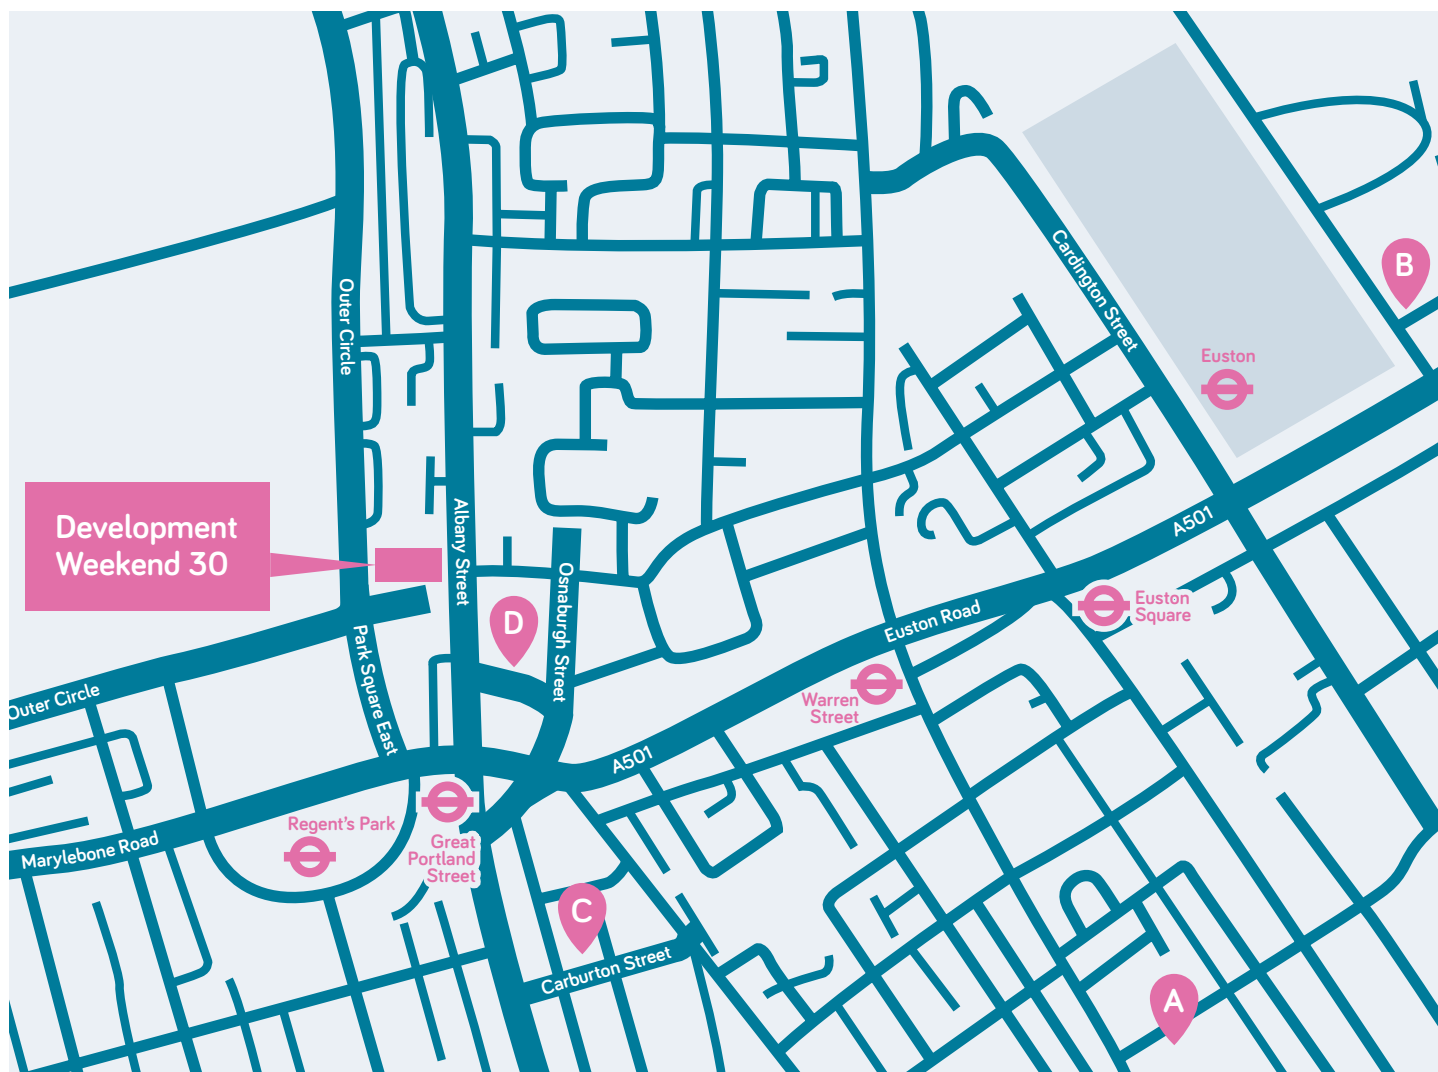 B
Cardington Street
Outer Circle
Euston
Development
Weekend 30
Albany Street
A501
Osnaburgh Street
D
Euston
Square
Euston Road
Park Square East
Outer Circle
Warren
Street
A501
Regent's Park
Great
Portland
Street
Marylebone Road
C
Carburton Street
A